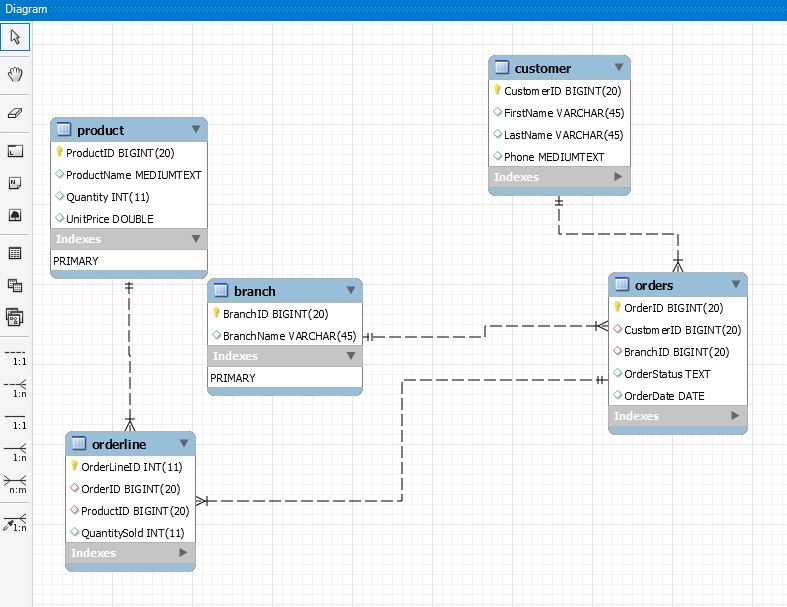 Diagram
1:1
1:n
1:1
1:n
n:m
1:n
product
ProductID BIGINT(20)
ProductName MEDIUMTEXT
Quantity INT(11)
UnitPrice DOUBLE
Indexes
PRIMARY
customer
CustomerID BIGINT(20)
FirstName VARCHAR(45)
LastName VARCHAR(45)
Phone MEDIUMTEXT
Indexes
branch
BranchID BIGINT(20)
BranchName VARCHAR(45)
Indexes
PRIMARY
orders
OrderID BIGINT(20)
CustomerID BIGINT(20)
BranchID BIGINT(20)
OrderStatus TEXT
OrderDate DATE
Indexes
orderline
OrderLineID INT(11)
OrderID BIGINT(20)
ProductID BIGINT(20)
QuantitySold INT(11)
Indexes